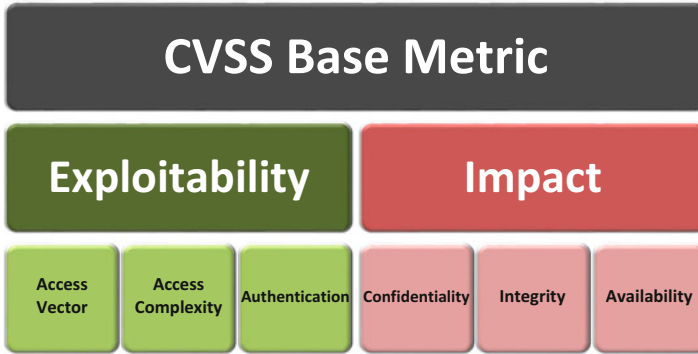 CVSS Base Metric
Exploitability
Impact
Access
Vector
Access
Complexity
Authentication
Confidentiality
Integrity
Availability